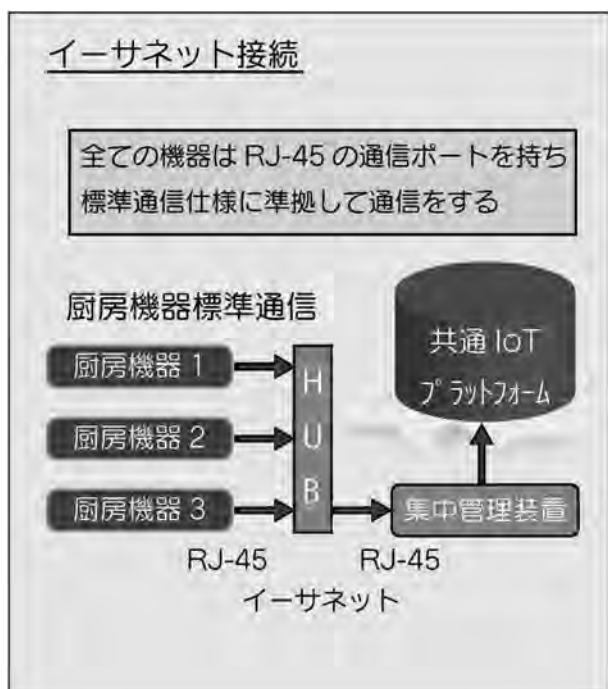 イーサネット接続
全ての機器は RJ-45 の通信ポートを持ち
標準通信仕様に準拠して通信をする
厨房機器標準通信
共通 IoT
プラットフォーム
厨房機器 1
厨房機器 2
厨房機器 3
HUB
集中管理装置
RJ-45
RJ-45
イーサネット